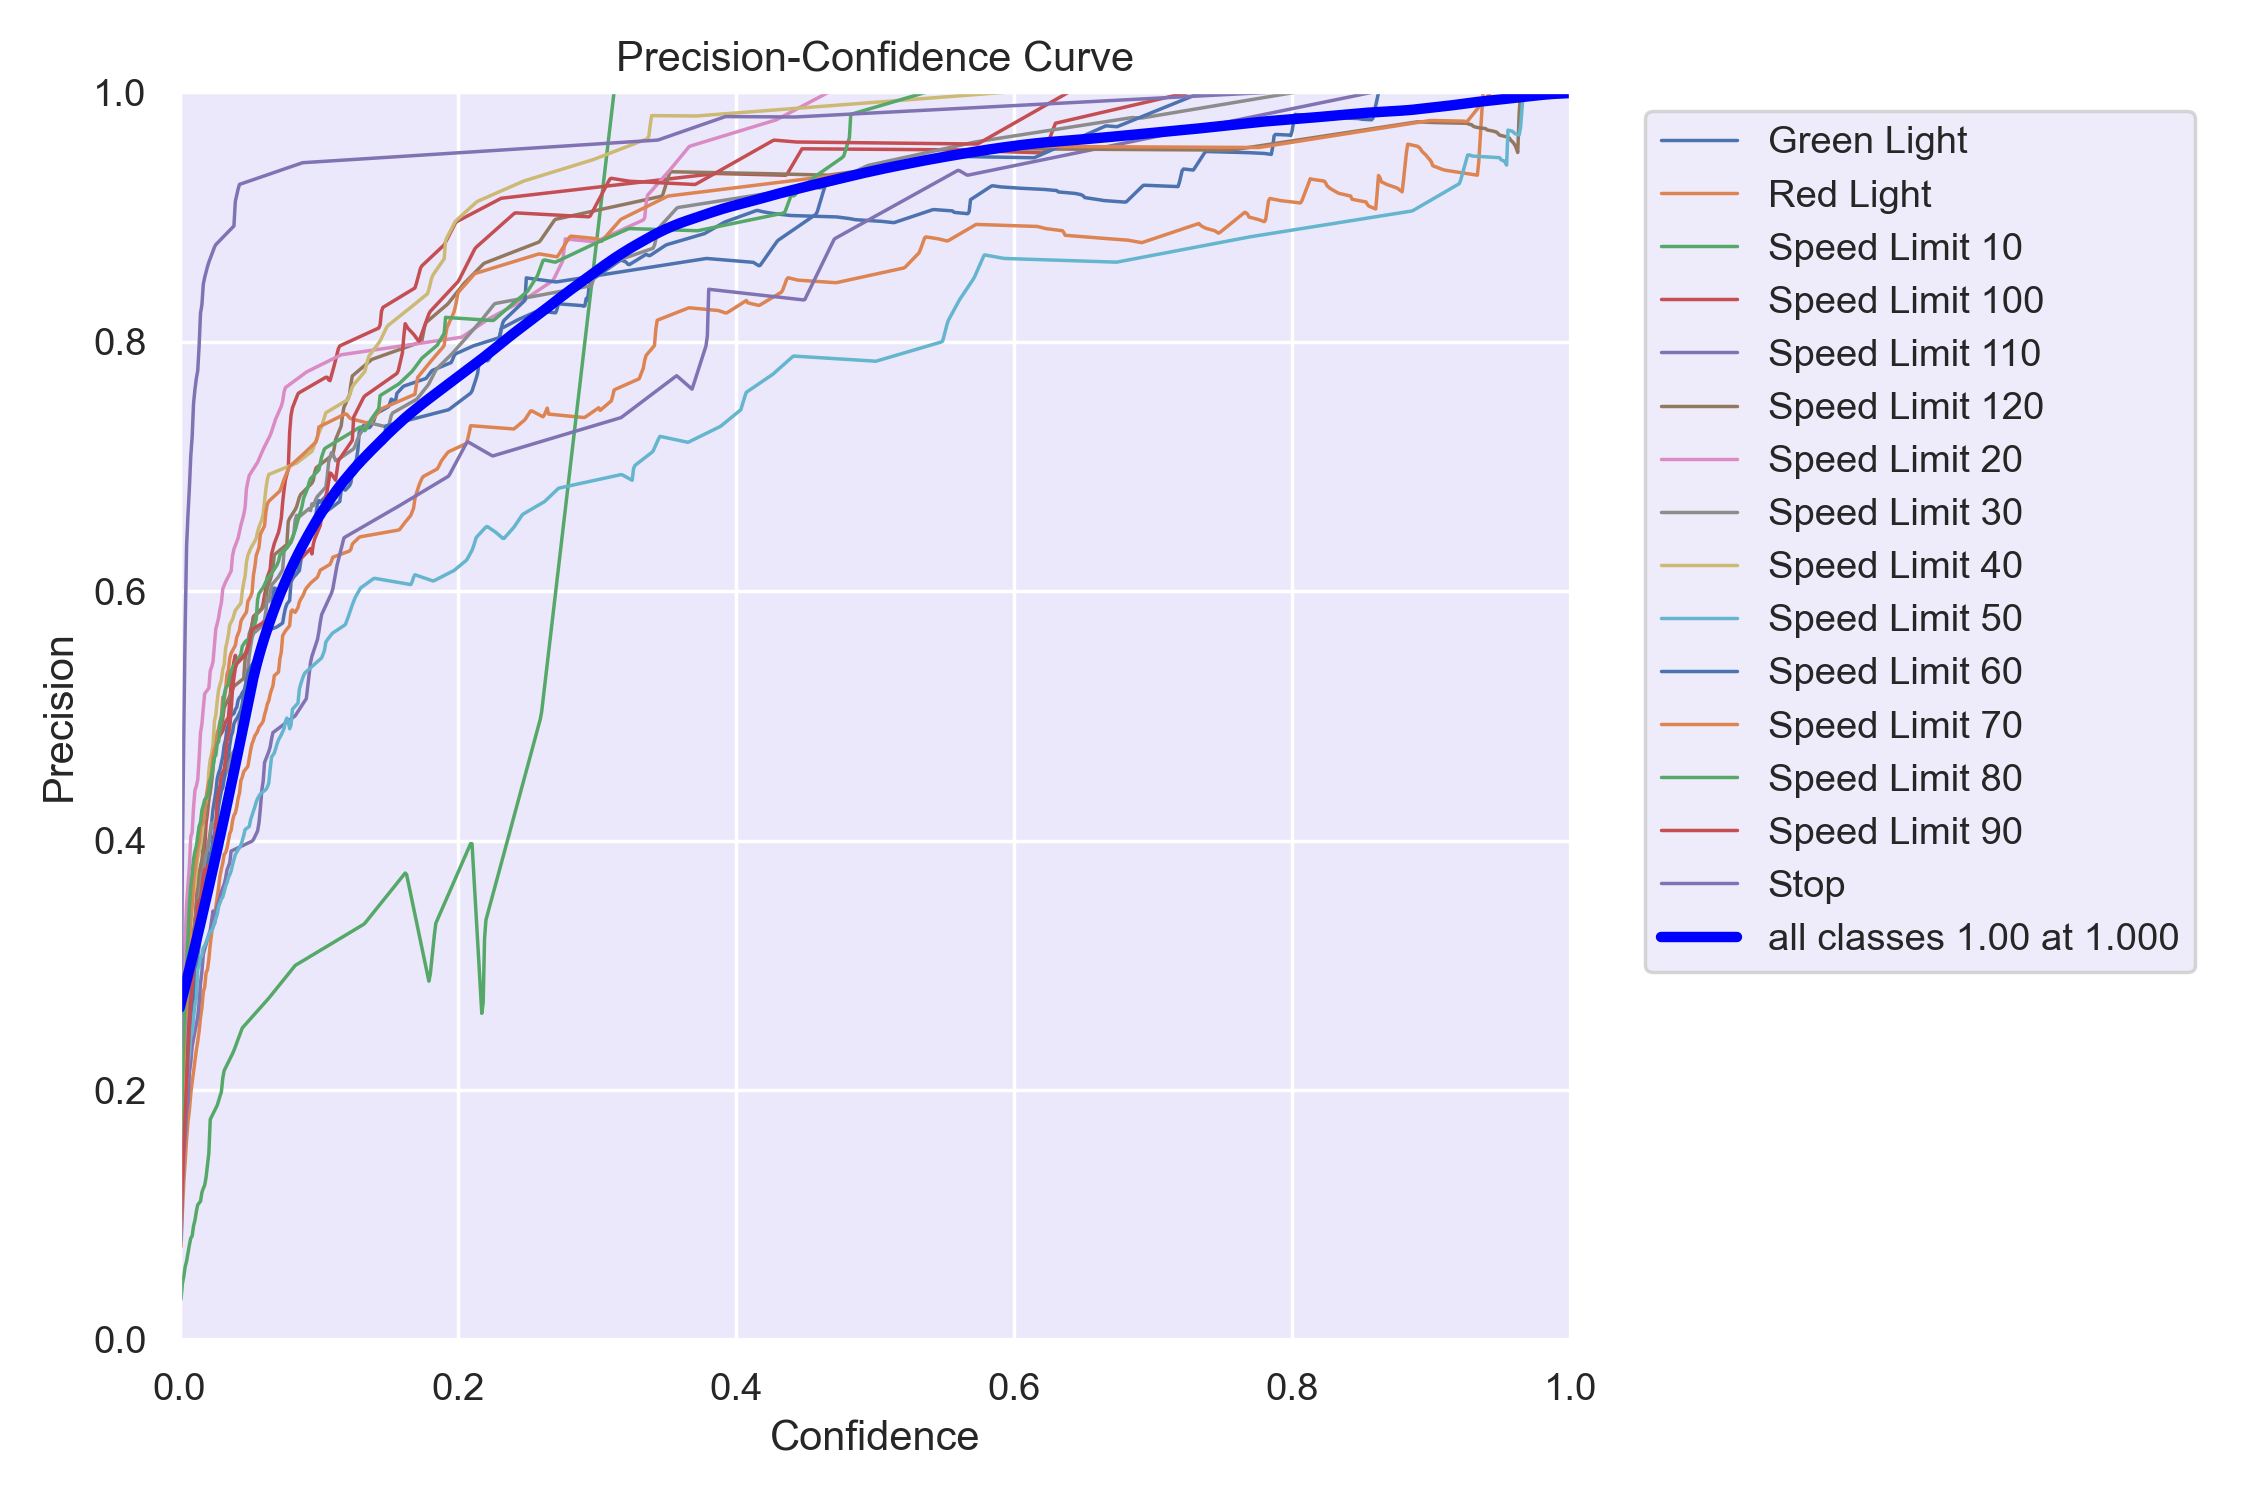 Precision-Confidence Curve
1.0
0.8
0.6
0.4
0.2
0.0
Precision
0.0 0.2 0.4 0.6 0.8 1.0
Confidence
Green Light
Red Light
Speed Limit 10
Speed Limit 100
Speed Limit 110
Speed Limit 120
Speed Limit 20
Speed Limit 30
Speed Limit 40
Speed Limit 50
Speed Limit 60
Speed Limit 70
Speed Limit 80
Speed Limit 90
Stop
all classes 1.00 at 1.000